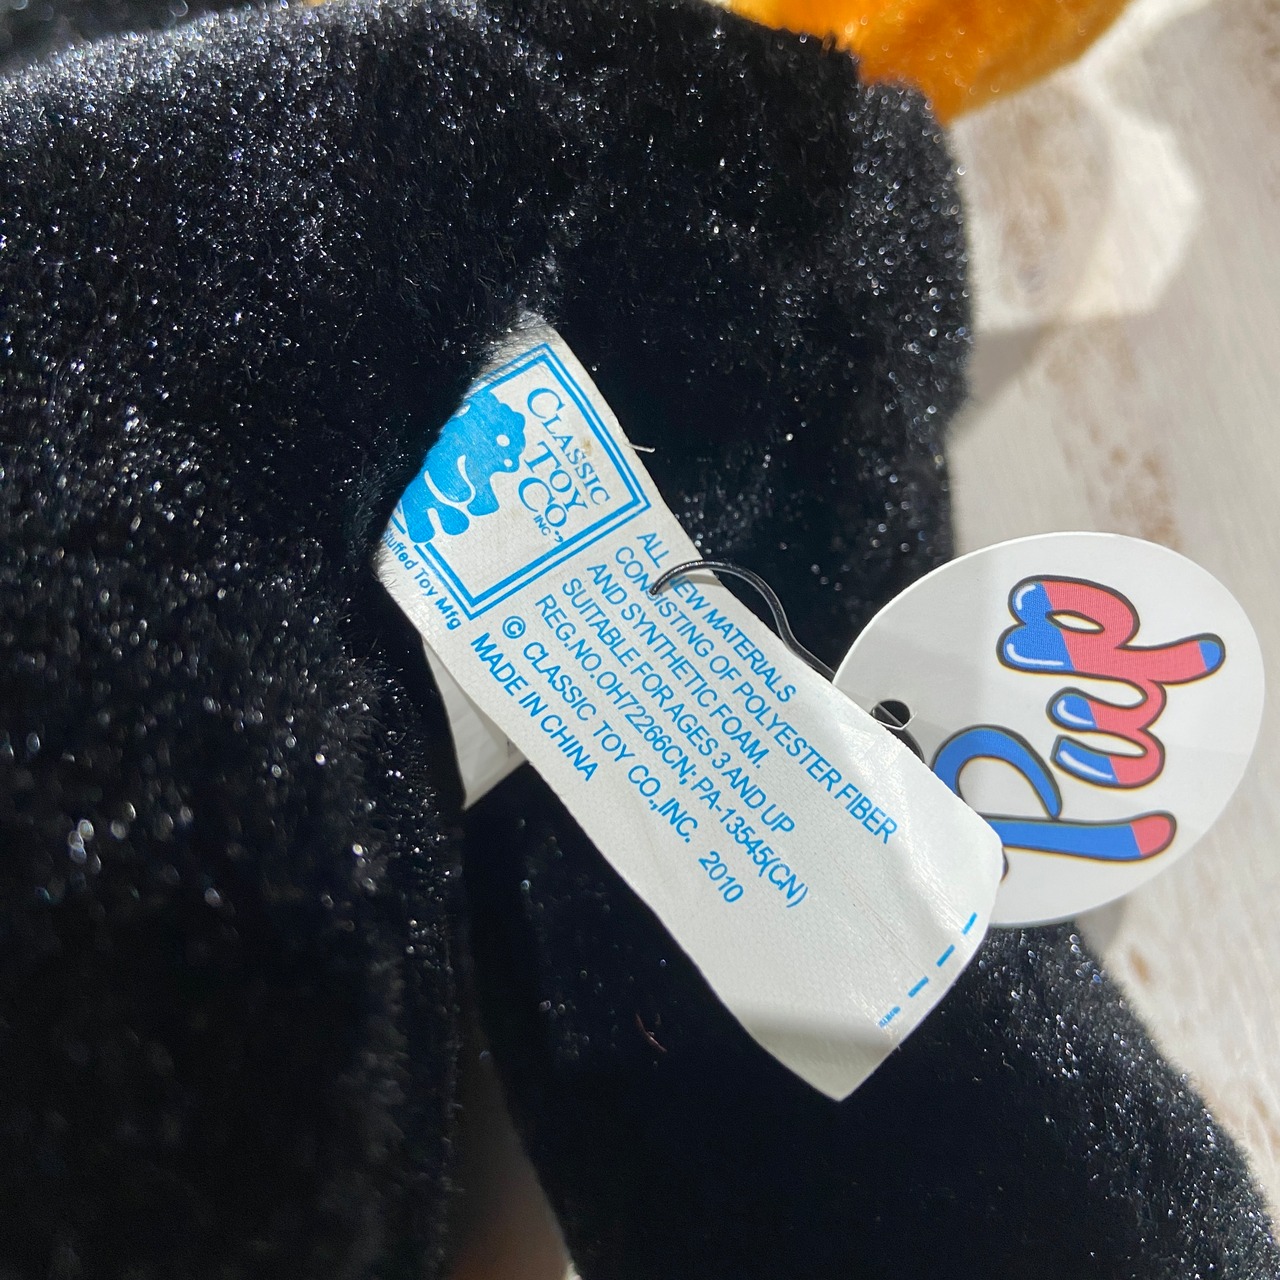 CLASSIC
TOY
CO.,
INC
Stuffed Toy Mfg
ALL NEW MATERIALS
CONSISTING OF POLYESTER FIBER
AND SYNTHETIC FOAM.
SUITABLE FOR AGES 3 AND UP
REG.NO.OH72266CN; PA-13545(CN)
© CLASSIC TOY CO.,INC. 2010
MADE IN CHINA